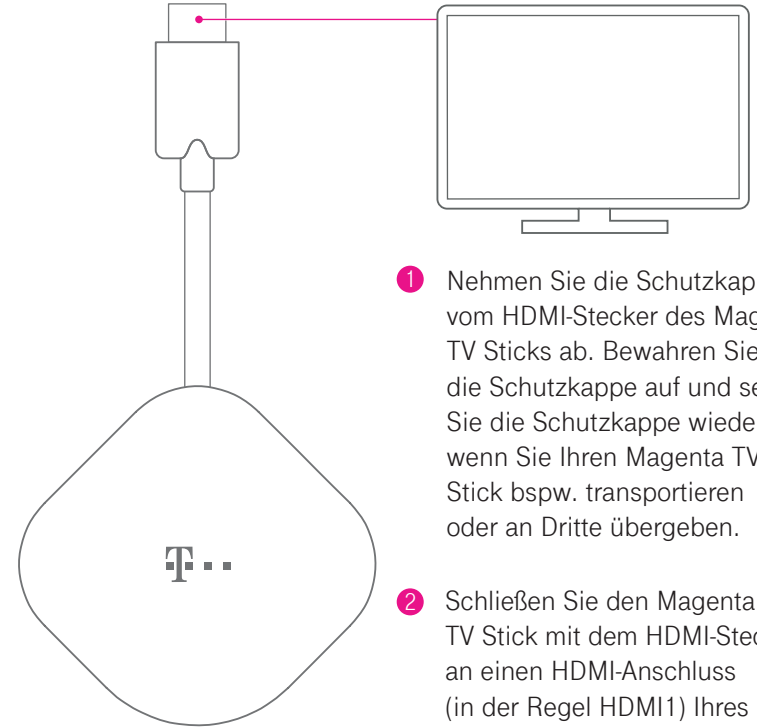 1 Nehmen Sie die Schutzkap
vom HDMI-Stecker des Mag
TV Sticks ab. Bewahren Sie
die Schutzkappe auf und se
Sie die Schutzkappe wiede
wenn Sie Ihren Magenta TV
Stick bspw. transportieren
oder an Dritte übergeben.
T
2 Schließen Sie den Magenta
TV Stick mit dem HDMI-Stec
an einen HDMI-Anschluss
(in der Regel HDMI1) Ihres